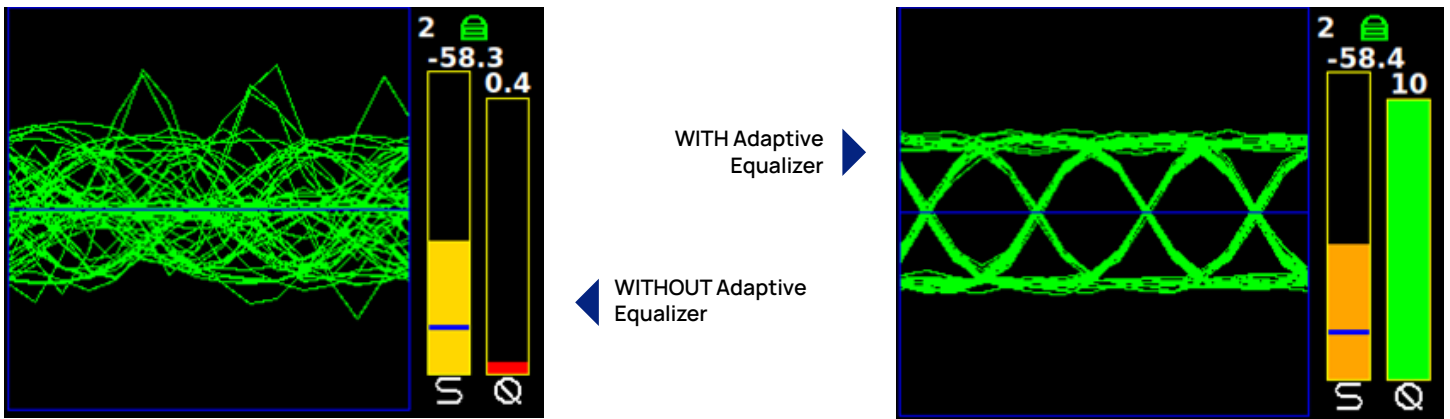 2
-58.3
0.4
S
Q
WITH Adaptive
Equalizer
WITHOUT Adaptive
Equalizer
2
-58.4
10
S
Q